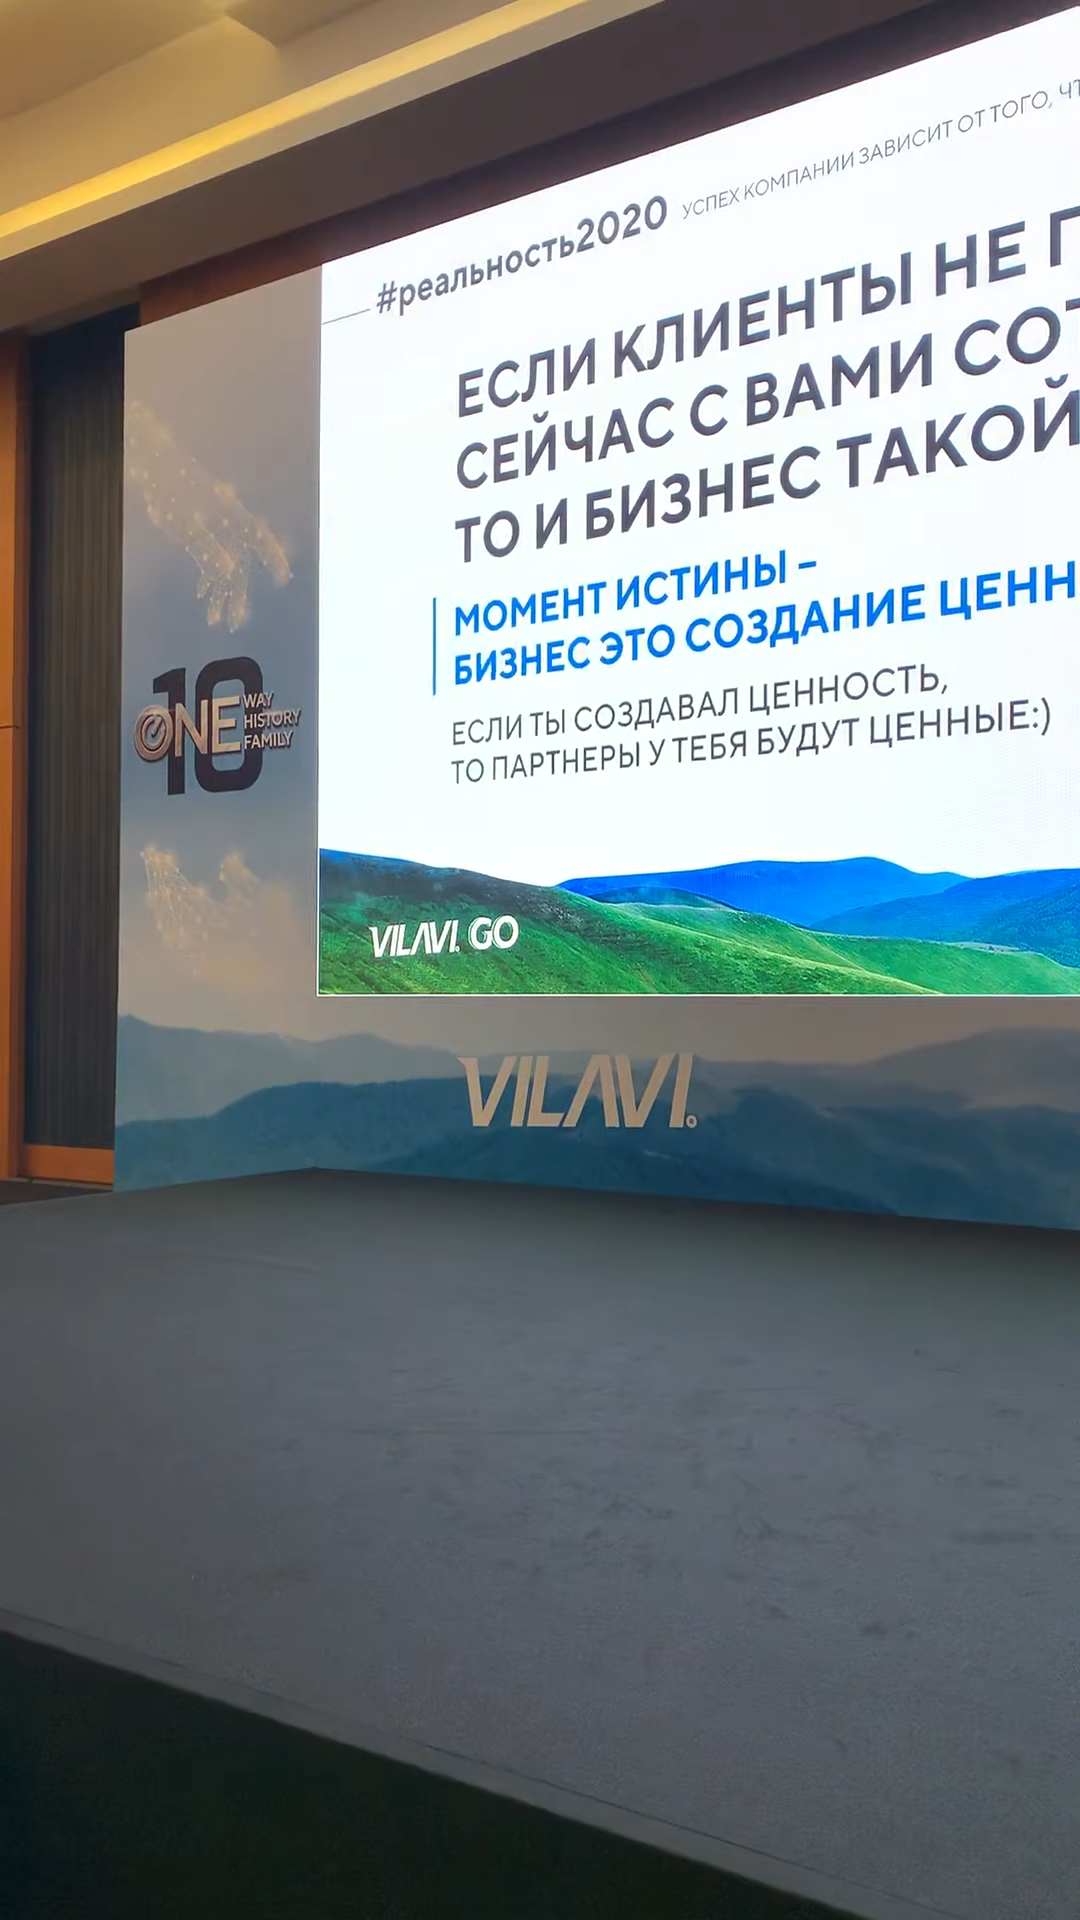 #реальность2020 УСПЕХ КОМПАНИИ ЗАВИСИТ ОТ ТОГО,
ЕСЛИ КЛИЕНТЫ НЕ
СЕЙЧАС С ВАМИ
ТО И БИЗНЕС ТАКОЙ
МОМЕНТ ИСТИНЫ –
БИЗНЕС ЭТО СОЗДАНИЕ
ЕСЛИ ТЫ СОЗДАВАЛ ЦЕННОСТЬ,
ТО ПАРТНЕРЫ У ТЕБЯ БУДУТ ЦЕННЫЕ:)
10
ONE
WAY
HISTORY
FAMILY
VILAVI. GO
VILAVI.®